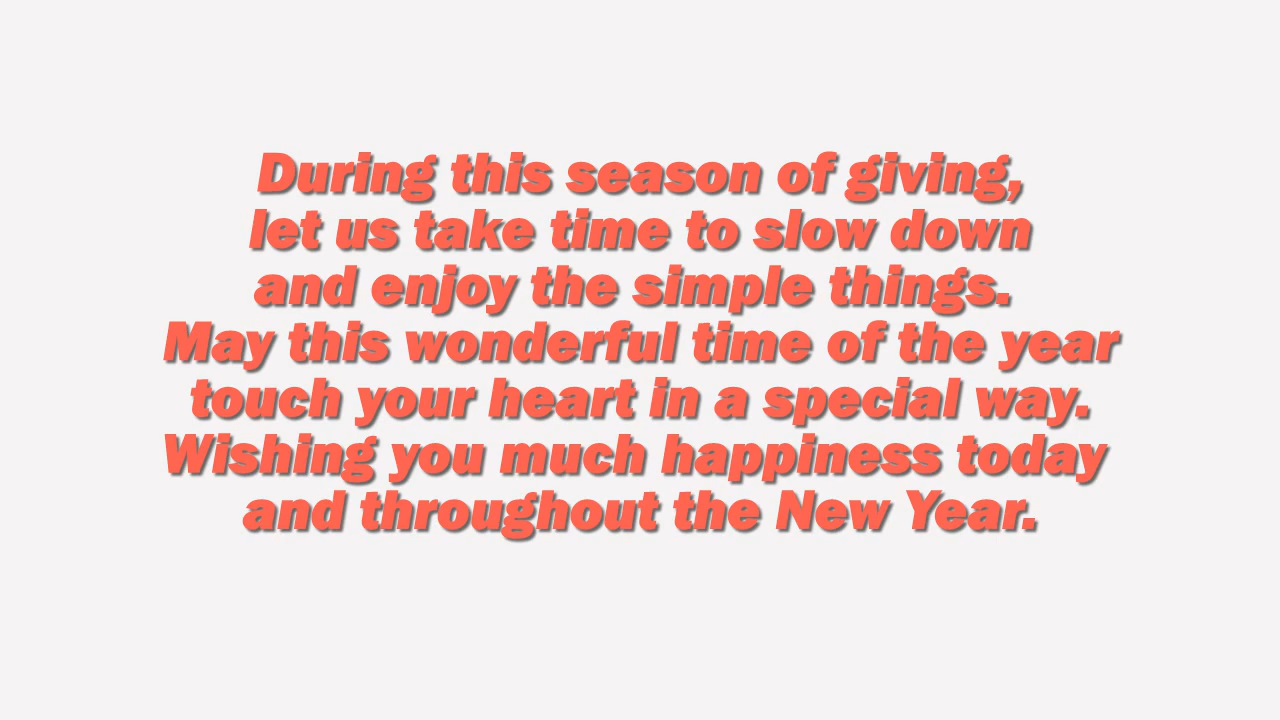 During this season of giving,
let us take time to slow down
and enjoy the simple things.
May this wonderful time of the year
touch your heart in a special way.
Wishing you much happiness today
and throughout the New Year.